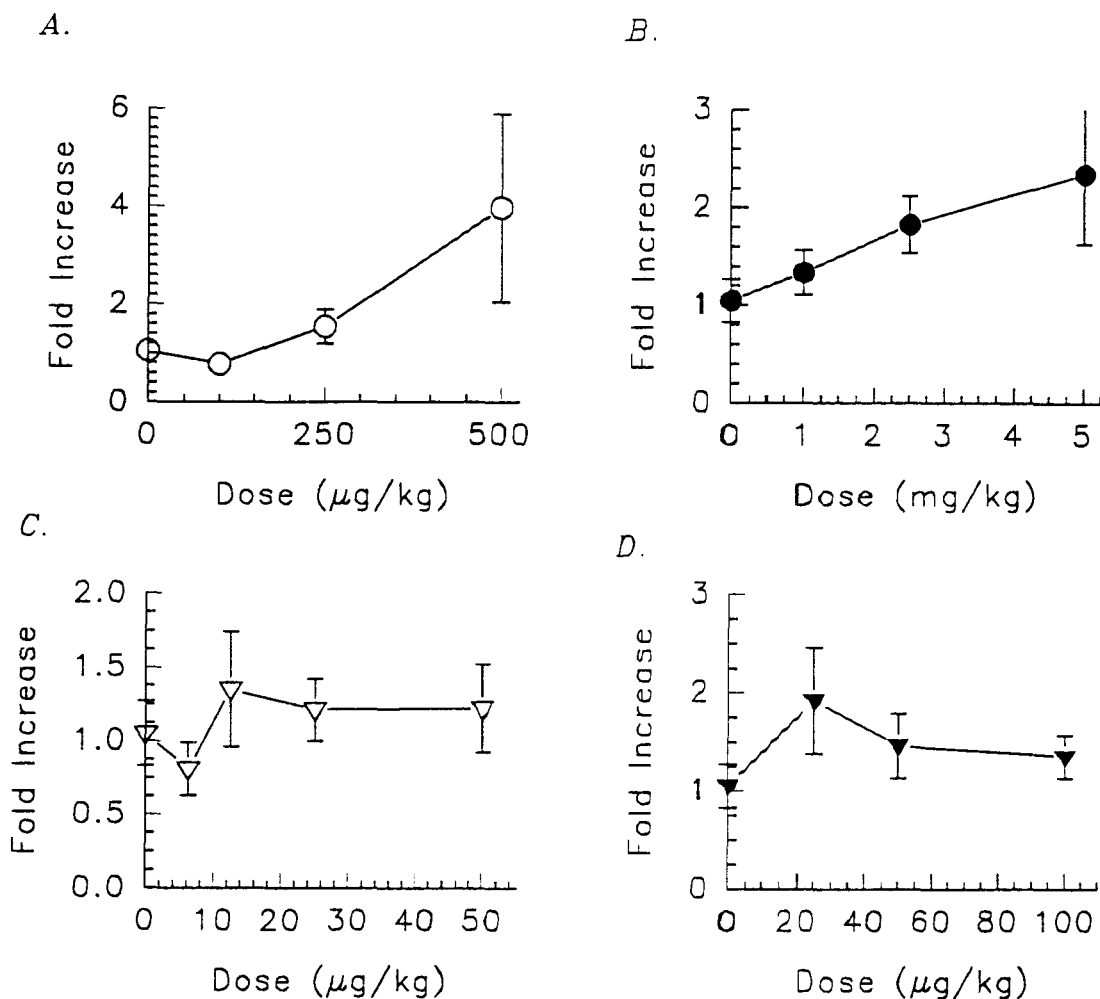 A.
6
4
2
0
Fold Increase
0 250 500
Dose (μg/kg)
B.
3
2
1
0
Fold Increase
0 1 2 3 4 5
Dose (mg/kg)
C.
2.0
1.5
1.0
0.5
0.0
Fold Increase
0 10 20 30 40 50
Dose (μg/kg)
D.
3
2
1
0
Fold Increase
0 20 40 60 80 100
Dose (μg/kg)